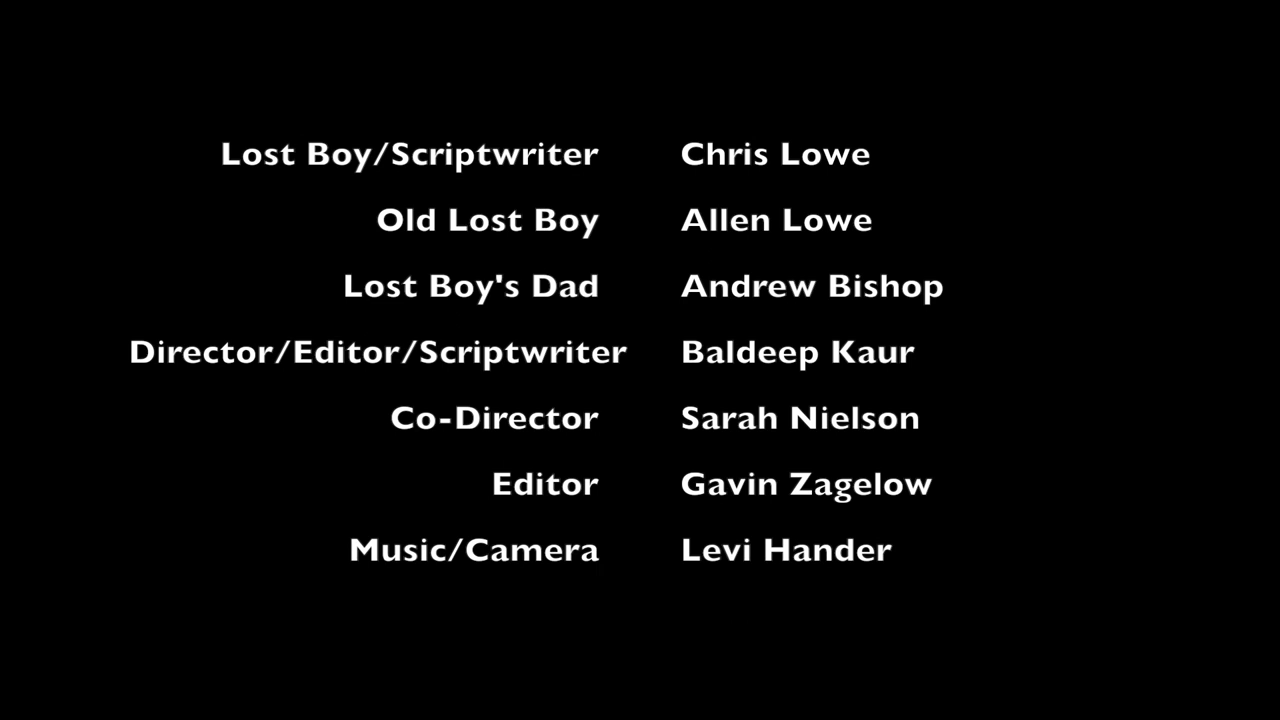 Lost Boy/Scriptwriter Chris Lowe
Old Lost Boy Allen Lowe
Lost Boy's Dad Andrew Bishop
Director/Editor/Scriptwriter Baldeep Kaur
Co-Director Sarah Nielson
Editor Gavin Zagelow
Music/Camera Levi Hander